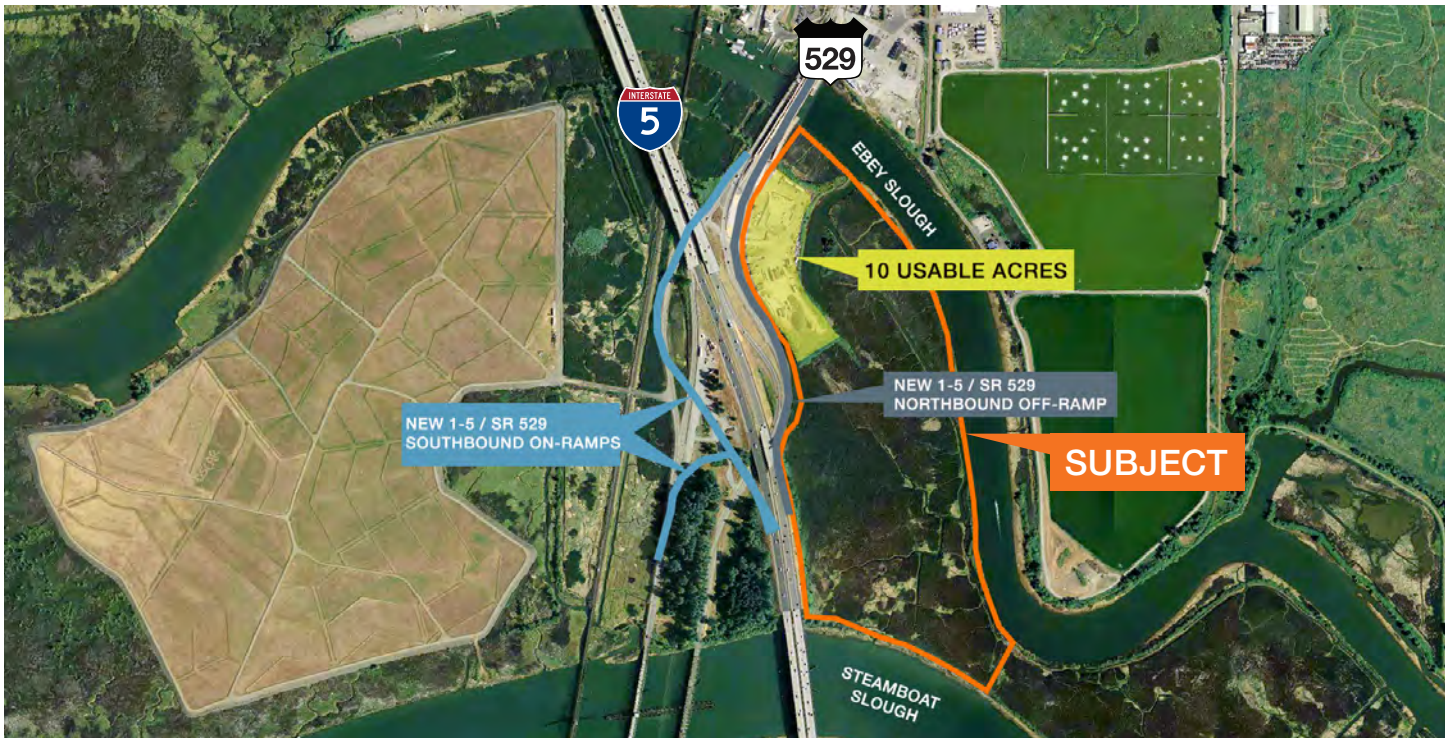 529
INTERSTATE
5
EBEY SLOUGH
10 USABLE ACRES
NEW 1-5 / SR 529
NORTHBOUND OFF-RAMP
NEW 1-5 / SR 529
SOUTHBOUND ON-RAMPS
SUBJECT
STEAMBOAT
SLOUGH